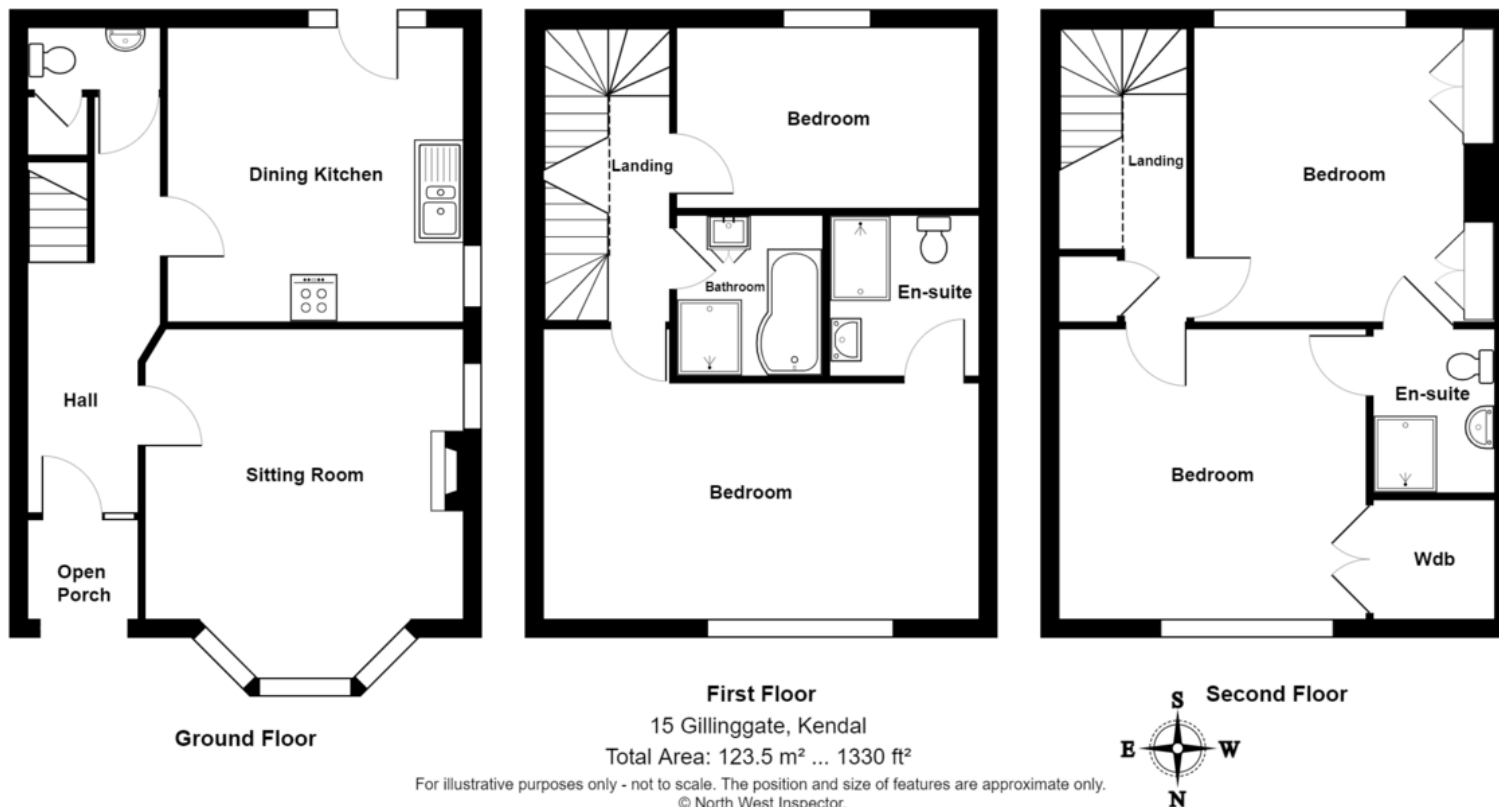 Dining Kitchen
Hall
Sitting Room
Open
Porch
Ground Floor
Bedroom
Landing
Bathroom
En-suite
Bedroom
First Floor
15 Gillinggate, Kendal
Total Area: 123.5 m² ... 1330 ft²
For illustrative purposes only - not to scale. The position and size of features are approximate only.
© North West Inspector.
Landing
Bedroom
En-suite
Bedroom
Wdb
Second Floor
S
E W
N